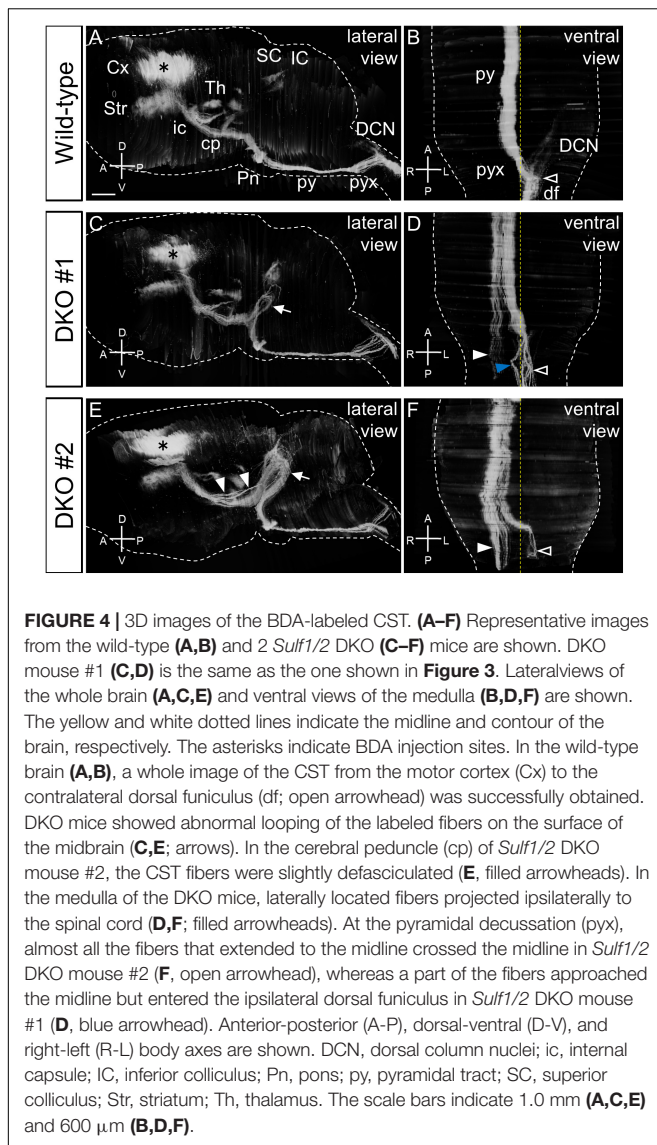 Wild-type
A
lateral view
Cx
*
Str
Th
SC
IC
ic
cp
DCN
Pn
py
pyx
D
A P
V
B
ventral view
py
DCN
pyx
df
A
R L
P
DKO #1
C
lateral view
*
D
A P
V
D
ventral view
A
R L
P
DKO #2
E
lateral view
*
D
A P
V
F
ventral view
A
R L
P
FIGURE 4 | 3D images of the BDA-labeled CST. (A–F) Representative images
from the wild-type (A,B) and 2 Sulf1/2 DKO (C–F) mice are shown. DKO
mouse #1 (C,D) is the same as the one shown in Figure 3. Lateralviews of
the whole brain (A,C,E) and ventral views of the medulla (B,D,F) are shown.
The yellow and white dotted lines indicate the midline and contour of the
brain, respectively. The asterisks indicate BDA injection sites. In the wild-type
brain (A,B), a whole image of the CST from the motor cortex (Cx) to the
contralateral dorsal funiculus (df; open arrowhead) was successfully obtained.
DKO mice showed abnormal looping of the labeled fibers on the surface of
the midbrain (C,E; arrows). In the cerebral peduncle (cp) of Sulf1/2 DKO
mouse #2, the CST fibers were slightly defasciculated (E, filled arrowheads). In
the medulla of the DKO mice, laterally located fibers projected ipsilaterally to
the spinal cord (D,F; filled arrowheads). At the pyramidal decussation (pyx),
almost all the fibers that extended to the midline crossed the midline in Sulf1/2
DKO mouse #2 (F, open arrowhead), whereas a part of the fibers approached
the midline but entered the ipsilateral dorsal funiculus in Sulf1/2 DKO mouse
#1 (D, blue arrowhead). Anterior-posterior (A-P), dorsal-ventral (D-V), and
right-left (R-L) body axes are shown. DCN, dorsal column nuclei; ic, internal
capsule; IC, inferior colliculus; Pn, pons; py, pyramidal tract; SC, superior
colliculus; Str, striatum; Th, thalamus. The scale bars indicate 1.0 mm (A,C,E)
and 600 μm (B,D,F).